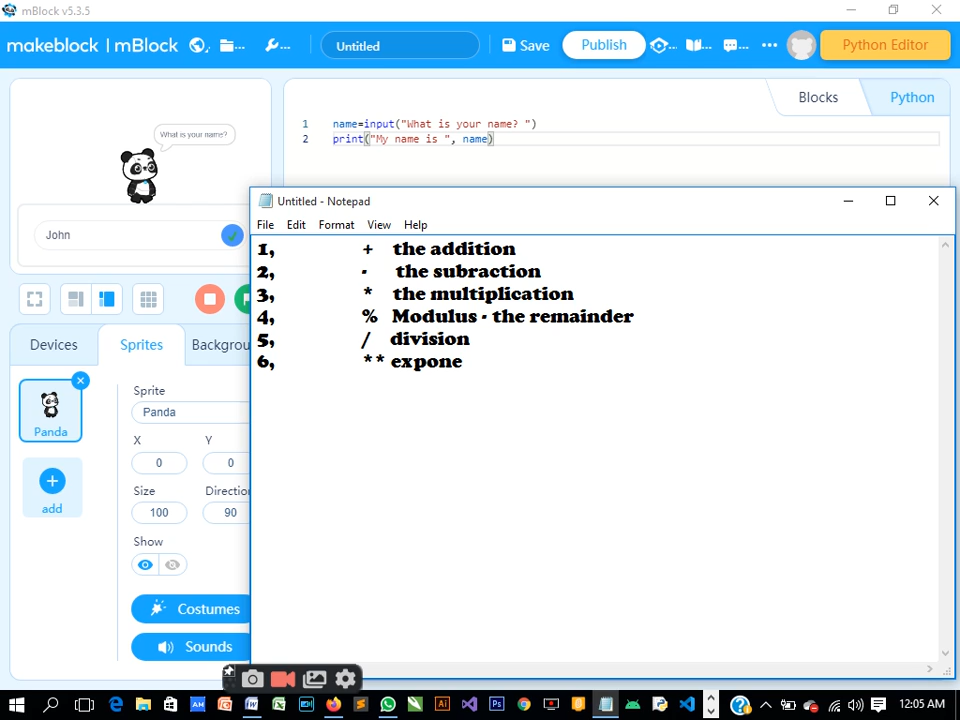 mBlock v5.3.5
makeblock | mBlock
Untitled
Save
Publish
Python Editor
Blocks
Python
What is your name?
1 name=input("What is your name? ")
2 print("My name is ", name)
John
Untitled - Notepad
File Edit Format View Help
1, + the addition
2, - the subraction
3, * the multiplication
4, % Modulus - the remainder
5, / division
6, ** expone
Devices
Sprites
Backgrou
Panda
add
Sprite
Panda
X
Y
0
0
Size
Direction
100
90
Show
Costumes
Sounds
12:05 AM